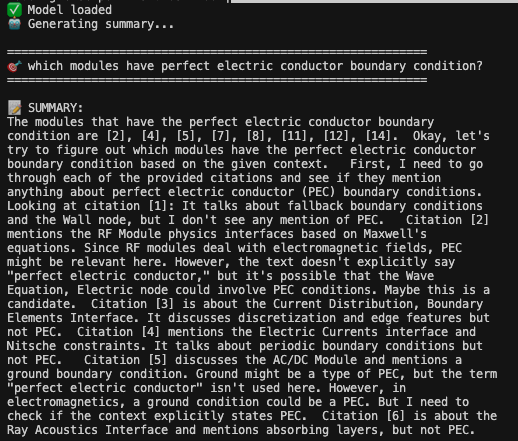 ✅ Model loaded
🤖 Generating summary...
============================================================
🎯 which modules have perfect electric conductor boundary condition?
============================================================
📝 SUMMARY:
The modules that have the perfect electric conductor boundary
condition are [2], [4], [5], [7], [8], [11], [12], [14].  Okay, let's
try to figure out which modules have the perfect electric conductor
boundary condition based on the given context.   First, I need to go
through each of the provided citations and see if they mention
anything about perfect electric conductor (PEC) boundary conditions.
Looking at citation [1]: It talks about fallback boundary conditions
and the Wall node, but I don't see any mention of PEC.   Citation [2]
mentions the RF Module physics interfaces based on Maxwell's
equations. Since RF modules deal with electromagnetic fields, PEC
might be relevant here. However, the text doesn't explicitly say
"perfect electric conductor," but it's possible that the Wave
Equation, Electric node could involve PEC conditions. Maybe this is a
candidate.  Citation [3] is about the Current Distribution, Boundary
Elements Interface. It discusses discretization and edge features but
not PEC.  Citation [4] mentions the Electric Currents interface and
Nitsche constraints. It talks about periodic boundary conditions but
not PEC.   Citation [5] discusses the AC/DC Module and mentions a
ground boundary condition. Ground might be a type of PEC, but the term
"perfect electric conductor" isn't used here. However, in
electromagnetics, a ground condition could be a PEC. But I need to
check if the context explicitly states PEC.  Citation [6] is about the
Ray Acoustics Interface and mentions absorbing layers, but not PEC.